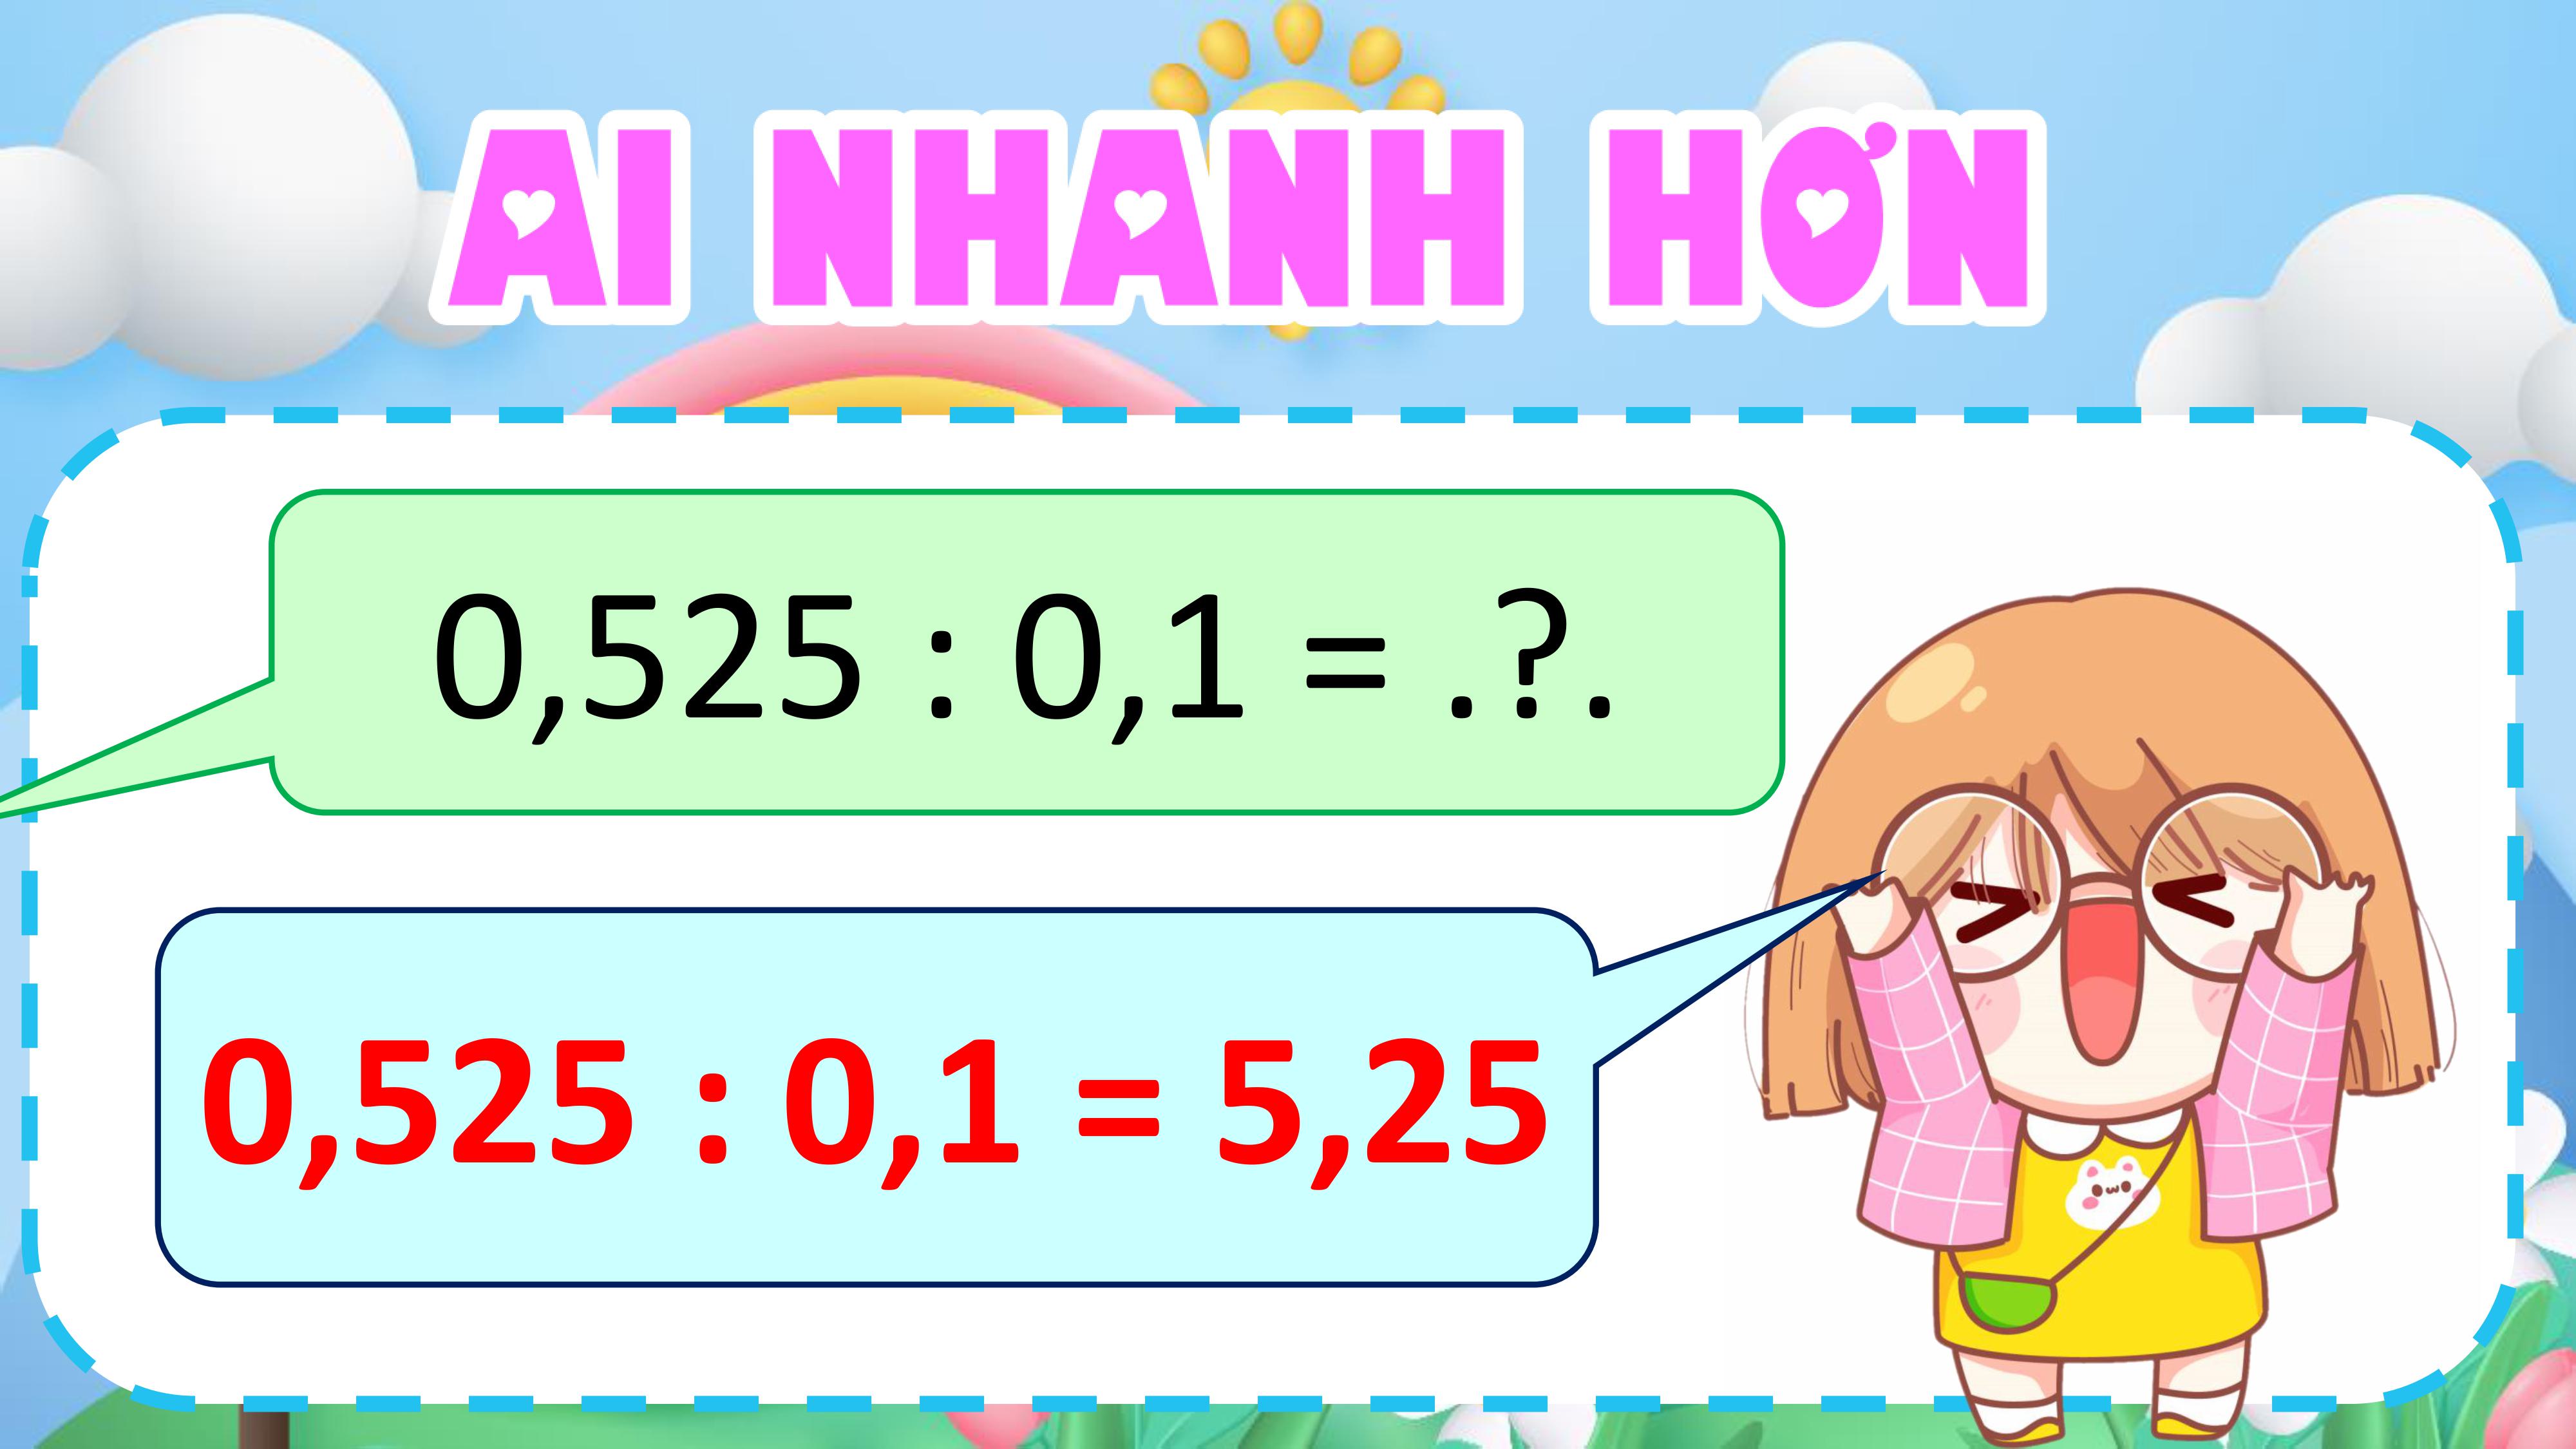 AI NHANH HƠN
0,525 : 0,1 = .?.
0,525 : 0,1 = 5,25